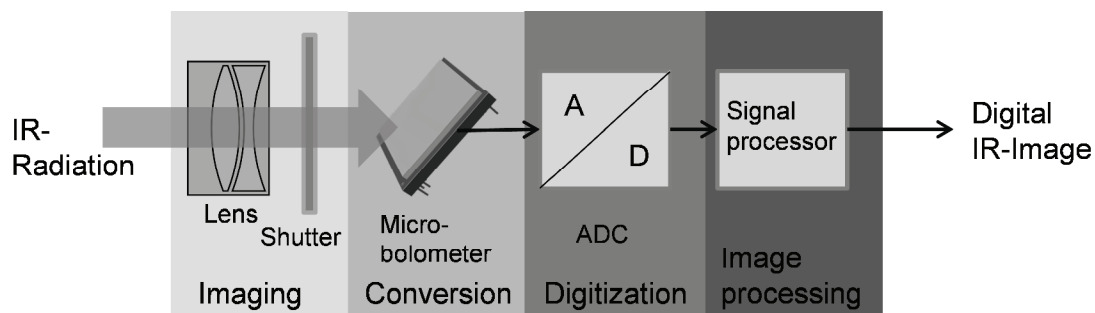 IR-
Radiation
Lens
Shutter
Imaging
Micro-
bolometer
Conversion
A
D
ADC
Digitization
Signal
processor
Image
processing
Digital
IR-Image